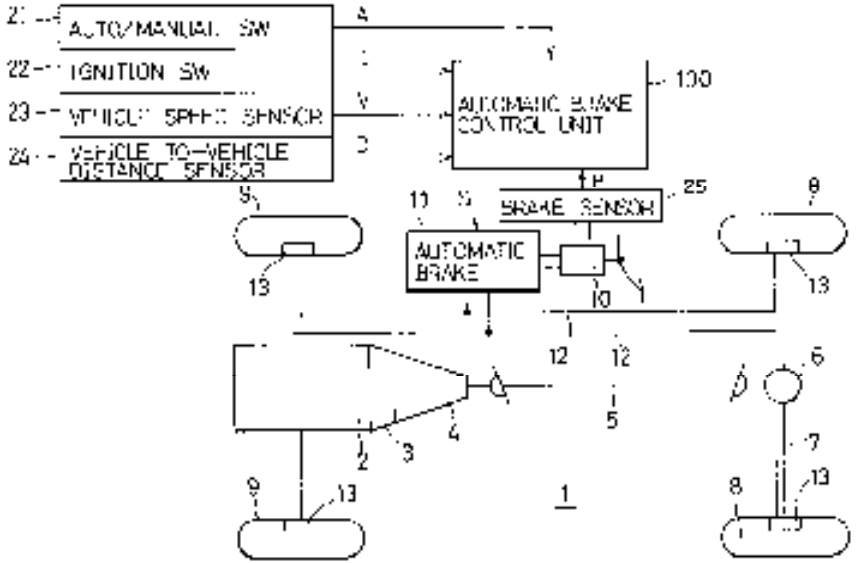 21
AUTO/MANUAL SW
A
22
IGNITION SW
I
23
VEHICLE SPEED SENSOR
V
24
VEHICLE TO-VEHICLE
DISTANCE SENSOR
D
AUTOMATIC BRAKE
CONTROL UNIT
100
P
BRAKE SENSOR
25
9
13
11
S
AUTOMATIC
BRAKE
10
8
13
12
12
6
2
3
4
5
7
9
13
1
8
13